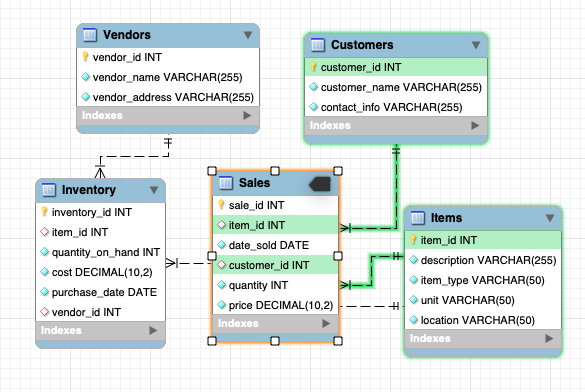 Vendors
vendor_id INT
vendor_name VARCHAR(255)
vendor_address VARCHAR(255)
Indexes
Customers
customer_id INT
customer_name VARCHAR(255)
contact_info VARCHAR(255)
Indexes
Inventory
inventory_id INT
item_id INT
quantity_on_hand INT
cost DECIMAL(10,2)
purchase_date DATE
vendor_id INT
Indexes
Sales
sale_id INT
item_id INT
date_sold DATE
customer_id INT
quantity INT
price DECIMAL(10,2)
Indexes
Items
item_id INT
description VARCHAR(255)
item_type VARCHAR(50)
unit VARCHAR(50)
location VARCHAR(50)
Indexes